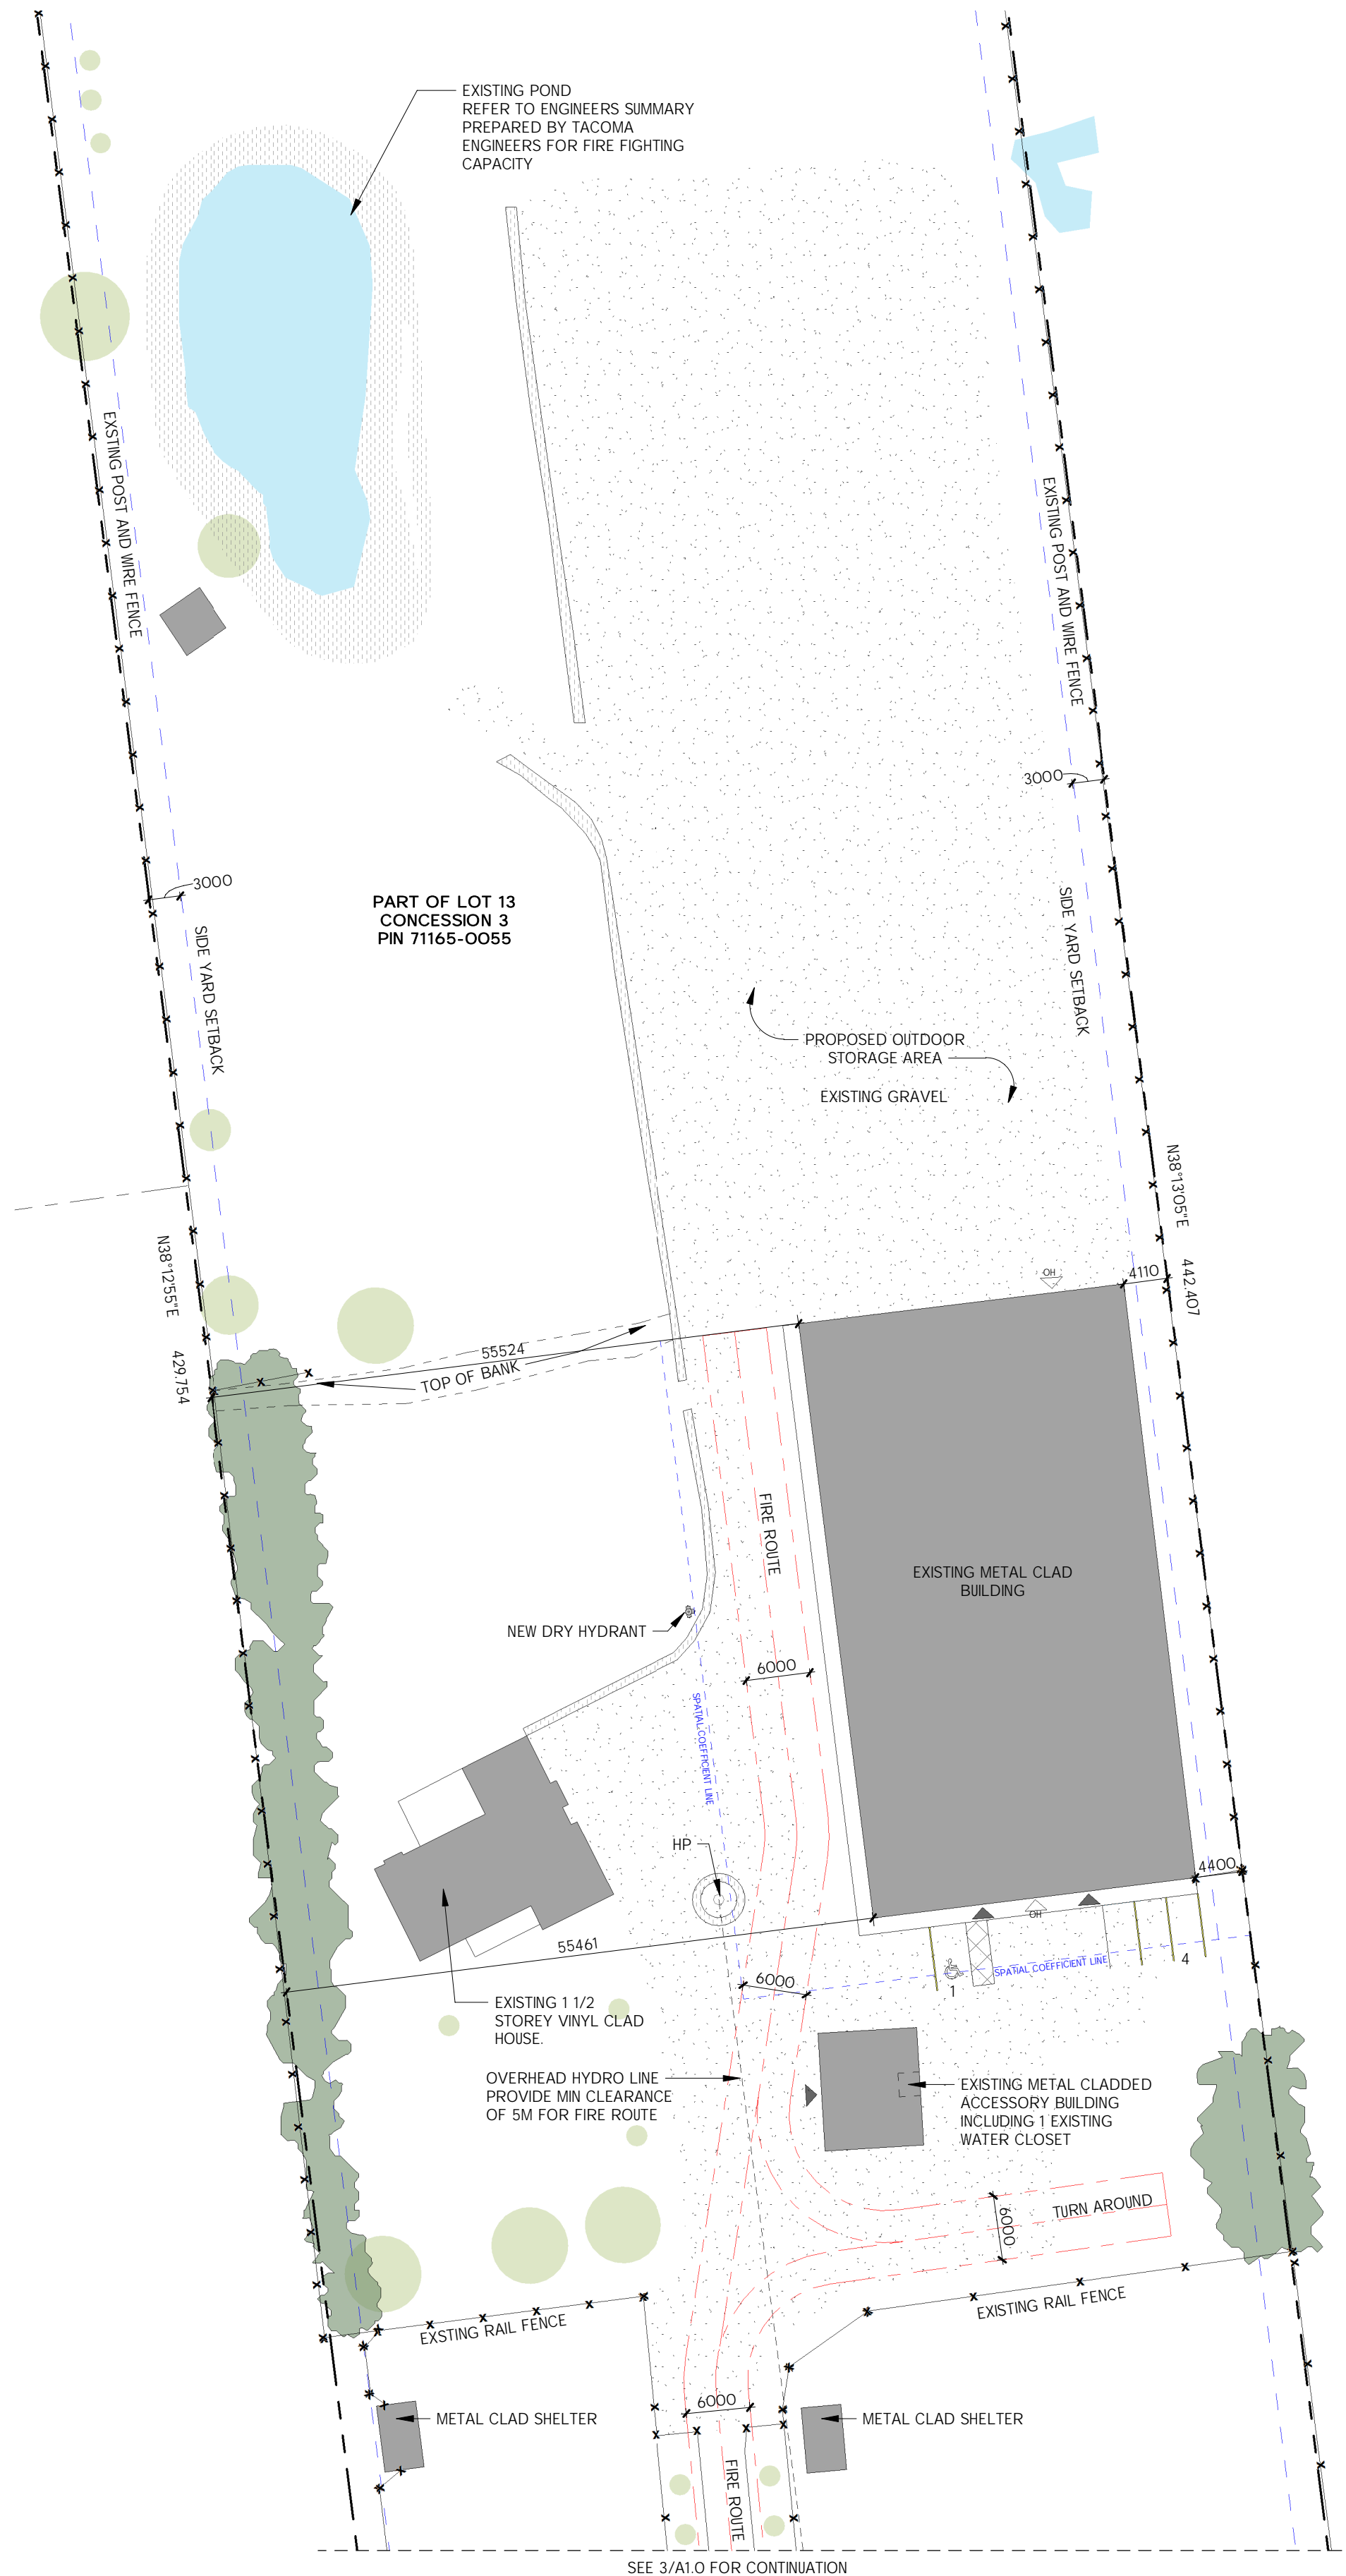 EXISTING POND
REFER TO ENGINEERS SUMMARY
PREPARED BY TACOMA
ENGINEERS FOR FIRE FIGHTING
CAPACITY
EXSTING POST AND WIRE FENCE
EXISTING POST AND WIRE FENCE
3000
3000
PART OF LOT 13
CONCESSION 3
PIN 71165-0055
SIDE YARD SETBACK
SIDE YARD SETBACK
PROPOSED OUTDOOR
STORAGE AREA
EXISTING GRAVEL
N38°13'05"E 442.407
N38°12'55"E 429.754
OH
4110
55524
TOP OF BANK
FIRE ROUTE
EXISTING METAL CLAD
BUILDING
NEW DRY HYDRANT
6000
SPATIAL COEFFICIENT LINE
HP
4400
OH
55461
4
SPATIAL COEFFICIENT LINE
6000
1
EXISTING 1 1/2
STOREY VINYL CLAD
HOUSE.
OVERHEAD HYDRO LINE
PROVIDE MIN CLEARANCE
OF 5M FOR FIRE ROUTE
EXISTING METAL CLADDED
ACCESSORY BUILDING
INCLUDING 1 EXISTING
WATER CLOSET
TURN AROUND
6000
EXSTING RAIL FENCE
EXISTING RAIL FENCE
6000
METAL CLAD SHELTER
METAL CLAD SHELTER
FIRE ROUTE
SEE 3/A1.0 FOR CONTINUATION